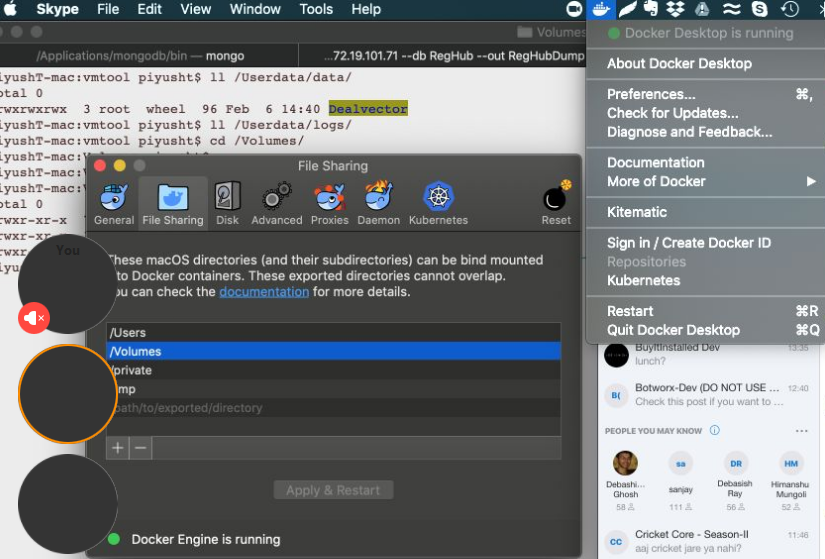 Skype File Edit View Window Tools Help
Volumes
/Applications/mongodb/bin — mongo
...72.19.101.71 --db RegHub --out RegHubDump
iyushT-mac:vmtool piyusht$ ll /Userdata/data/
otal 0
rwxrwxrwx 3 root wheel 96 Feb 6 14:40 Dealvector
iyushT-mac:vmtool piyusht$ ll /Userdata/logs/
iyushT-mac:vmtool piyusht$ cd /Volumes/
iyushT-mac:
iyushT-mac:
iyushT-mac:
otal 0
rwxr-xr-x
rwxr-xr-x
rwxr
iyu
You
File Sharing
General
File Sharing
Disk
Advanced
Proxies
Daemon
Kubernetes
Reset
These macOS directories (and their subdirectories) can be bind mounted
to Docker containers. These exported directories cannot overlap.
ou can check the documentation for more details.
/Users
/Volumes
/private
mp
path/to/exported/directory
+ −
Apply & Restart
Docker Engine is running
Docker Desktop is running
About Docker Desktop
Preferences... ⌘,
Check for Updates...
Diagnose and Feedback...
Documentation
More of Docker ▶
Kitematic
Sign in / Create Docker ID
Repositories
Kubernetes
Restart ⌘R
Quit Docker Desktop ⌘Q
BuyItInstalled Dev 13:35
lunch?
B(
Botworx-Dev (DO NOT USE ... 12:40
Check this post if you want to ...
PEOPLE YOU MAY KNOW
sa
DR
HM
Debashi...
Ghosh
58
sanjay
111
Debasish
Ray
56
Himanshu
Mungoli
52
CC
Cricket Core - Season-II 11:46
aaj cricket jare ya nahi?